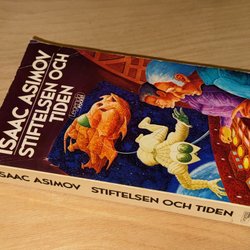 ISAAC ASIMOV
STIFTELSEN OCH
TIDEN
ISAAC ASIMOV STIFTELSEN OCH TIDEN